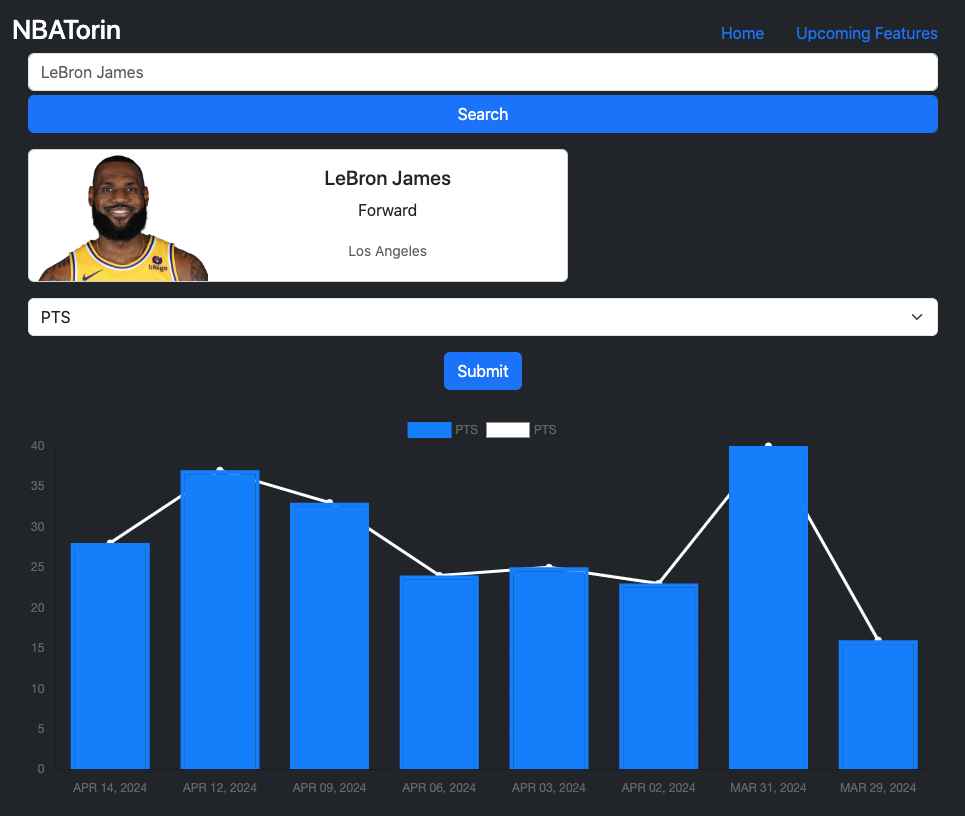 NBATorin
Home Upcoming Features
LeBron James
Search
LeBron James
Forward
Los Angeles
bibigo
PTS
Submit
PTS PTS
40
35
30
25
20
15
10
5
0
APR 14, 2024 APR 12, 2024 APR 09, 2024 APR 06, 2024 APR 03, 2024 APR 02, 2024 MAR 31, 2024 MAR 29, 2024